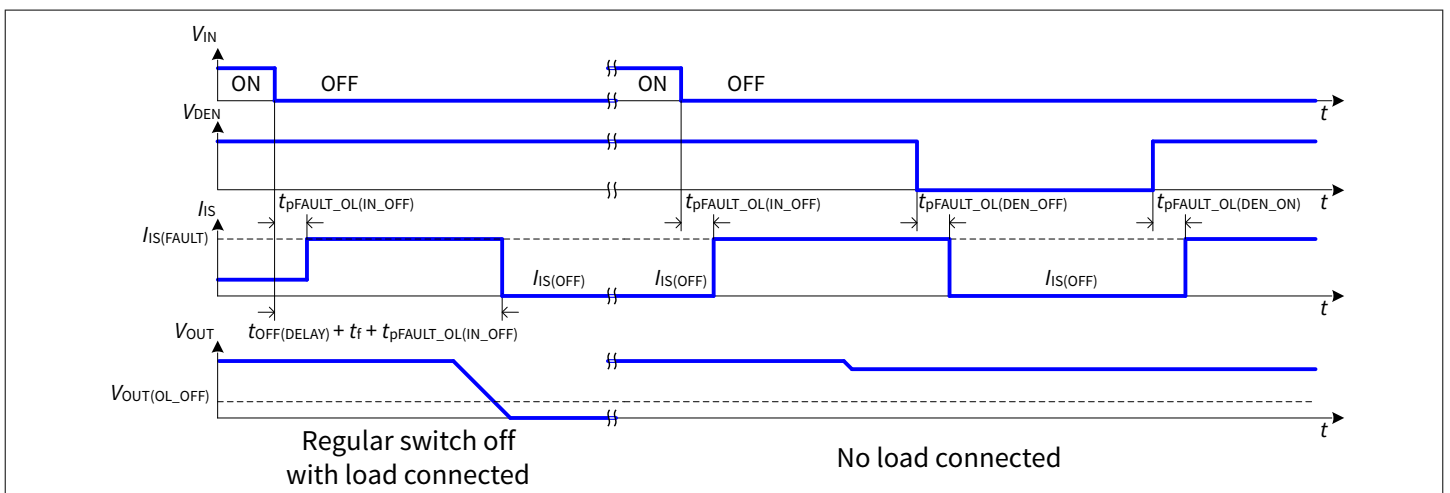 VIN
ON OFF ON OFF
t
VDEN
t
tpFAULT_OL(IN_OFF) tpFAULT_OL(IN_OFF) tpFAULT_OL(DEN_OFF) tpFAULT_OL(DEN_ON)
IIS
IIS(FAULT)
IIS(OFF) IIS(OFF) IIS(OFF)
t
tOFF(DELAY) + tf + tpFAULT_OL(IN_OFF)
VOUT
VOUT(OL_OFF)
t
Regular switch off
with load connected
No load connected